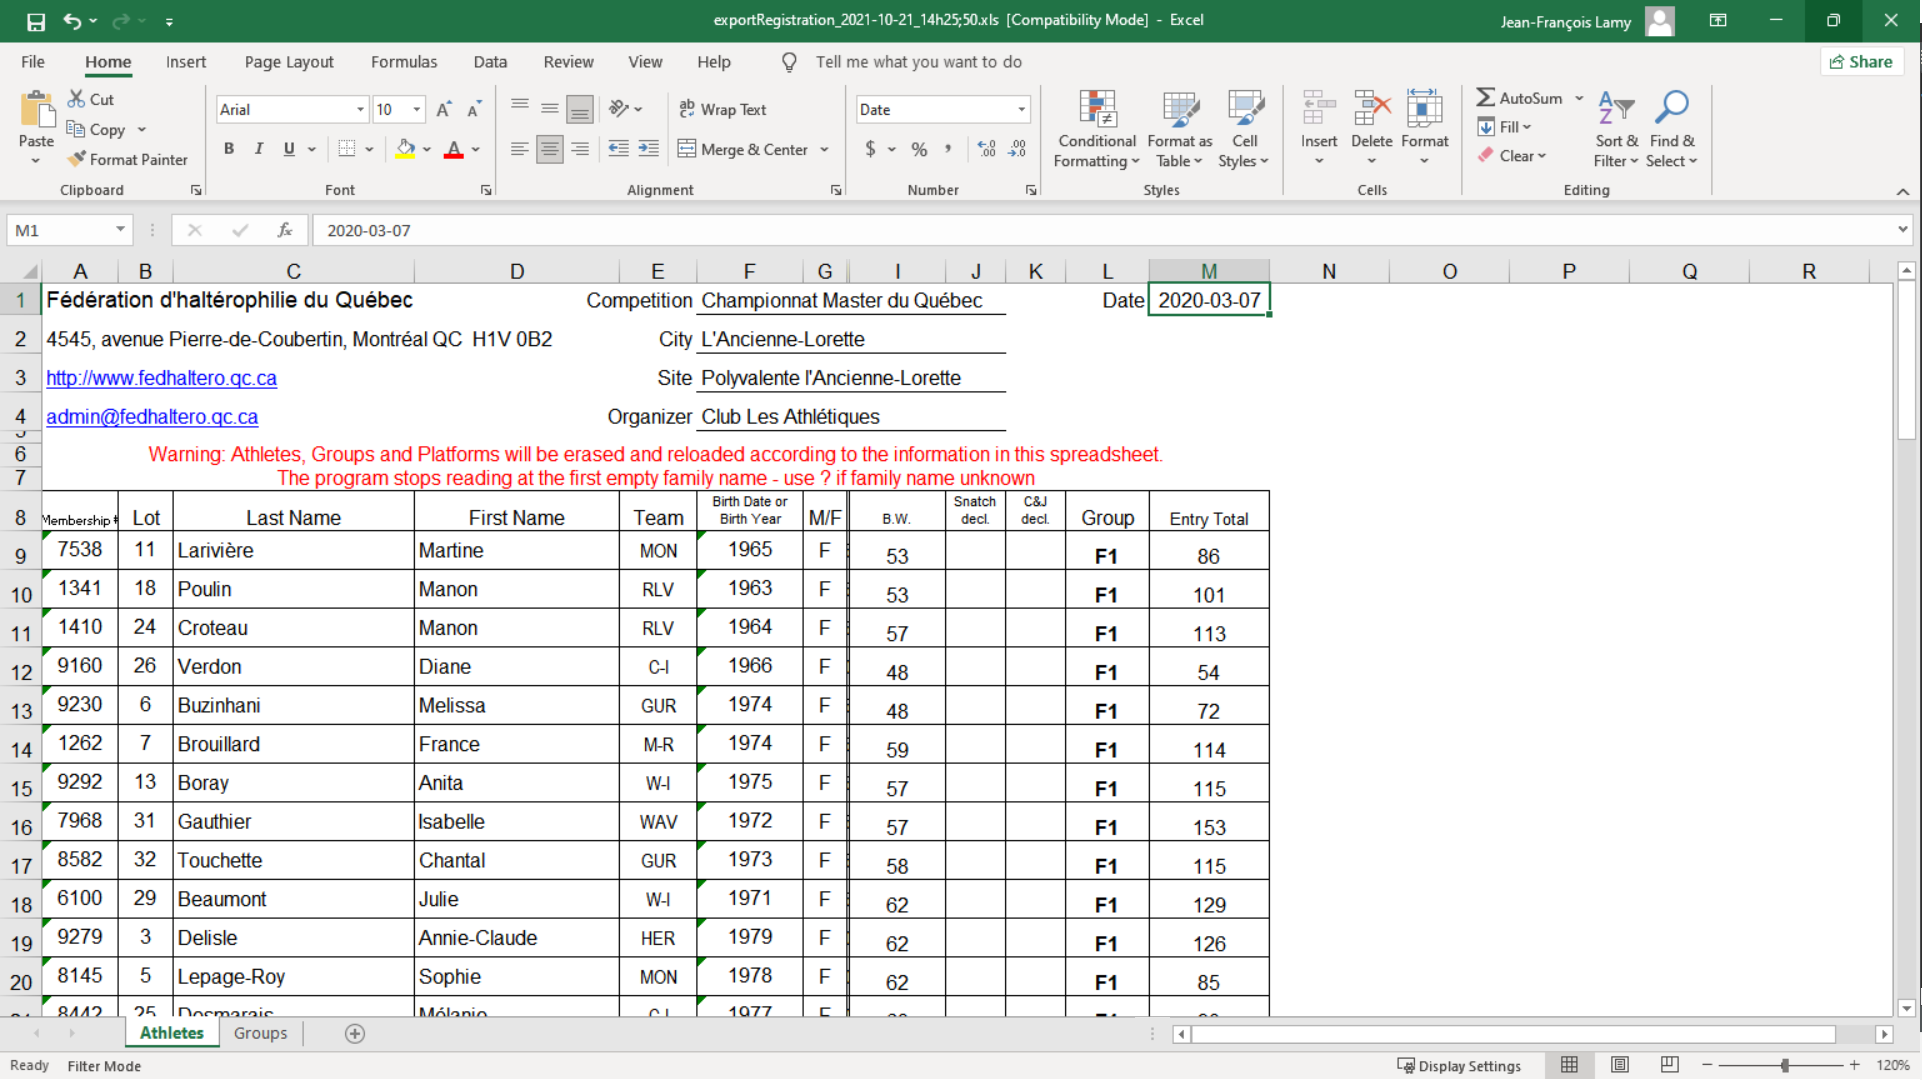 exportRegistration_2021-10-21_14h25;50.xls [Compatibility Mode] - Excel
Jean-François Lamy
File Home Insert Page Layout Formulas Data Review View Help Tell me what you want to do Share
Paste Cut Copy Format Painter Clipboard
Arial 10 B I U Font
Wrap Text Merge & Center Alignment
Date $ % Number
Conditional Formatting Format as Table Cell Styles Styles
Insert Delete Format Cells
AutoSum Fill Clear Sort & Filter Find & Select Editing
M1 fx 2020-03-07
A B C D E F G I J K L M N O P Q R
1 Fédération d'haltérophilie du Québec Competition Championnat Master du Québec Date 2020-03-07
2 4545, avenue Pierre-de-Coubertin, Montréal QC H1V 0B2 City L'Ancienne-Lorette
3 http://www.fedhaltero.qc.ca Site Polyvalente l'Ancienne-Lorette
4 admin@fedhaltero.qc.ca Organizer Club Les Athlétiques
6 Warning: Athletes, Groups and Platforms will be erased and reloaded according to the information in this spreadsheet.
7 The program stops reading at the first empty family name - use ? if family name unknown
8 Membership # Lot Last Name First Name Team Birth Date or Birth Year M/F B.W. Snatch decl. C&J decl. Group Entry Total
9 7538 11 Larivière Martine MON 1965 F 53 F1 86
10 1341 18 Poulin Manon RLV 1963 F 53 F1 101
11 1410 24 Croteau Manon RLV 1964 F 57 F1 113
12 9160 26 Verdon Diane C-I 1966 F 48 F1 54
13 9230 6 Buzinhani Melissa GUR 1974 F 48 F1 72
14 1262 7 Brouillard France M-R 1974 F 59 F1 114
15 9292 13 Boray Anita W-I 1975 F 57 F1 115
16 7968 31 Gauthier Isabelle WAV 1972 F 57 F1 153
17 8582 32 Touchette Chantal GUR 1973 F 58 F1 115
18 6100 29 Beaumont Julie W-I 1971 F 62 F1 129
19 9279 3 Delisle Annie-Claude HER 1979 F 62 F1 126
20 8145 5 Lepage-Roy Sophie MON 1978 F 62 F1 85
8442 25 Desmarais Mélanie 1977 F
Athletes Groups
Ready Filter Mode Display Settings 120%